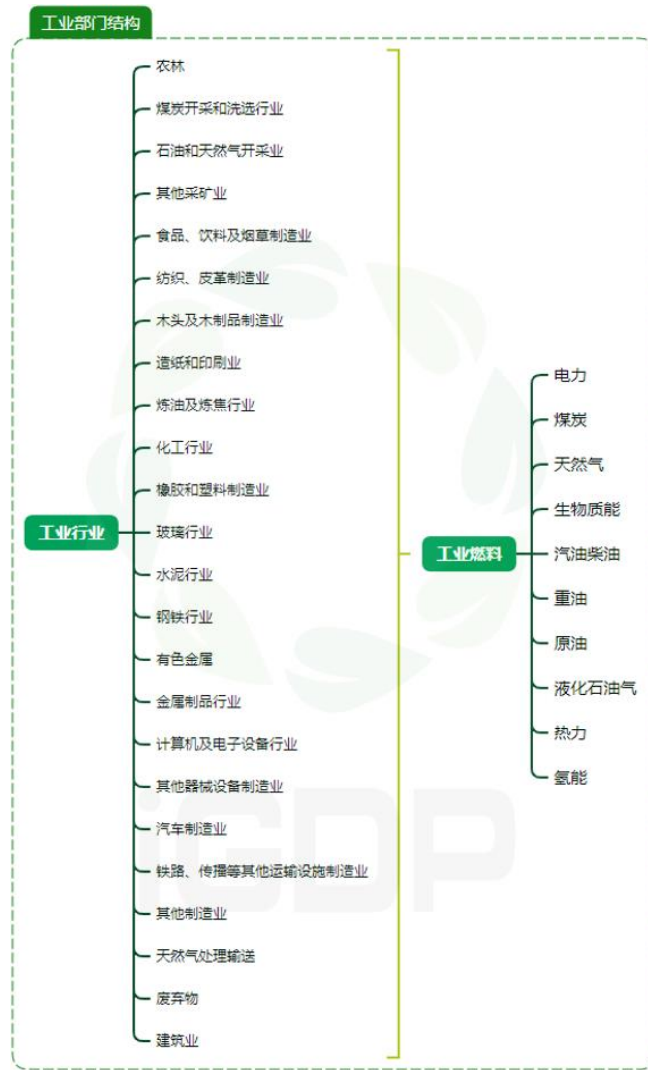 工业部门结构
农林
煤炭开采和洗选行业
石油和天然气开采业
其他采矿业
食品、饮料及烟草制造业
纺织、皮革制造业
木头及木制品制造业
造纸和印刷业
炼油及炼焦行业
化工行业
橡胶和塑料制造业
工业行业
玻璃行业
水泥行业
钢铁行业
有色金属
金属制品行业
计算机及电子设备行业
其他器械设备制造业
汽车制造业
铁路、传播等其他运输设施制造业
其他制造业
天然气处理输送
废弃物
建筑业
工业燃料
电力
煤炭
天然气
生物质能
汽油柴油
重油
原油
液化石油气
热力
氢能
iGDP